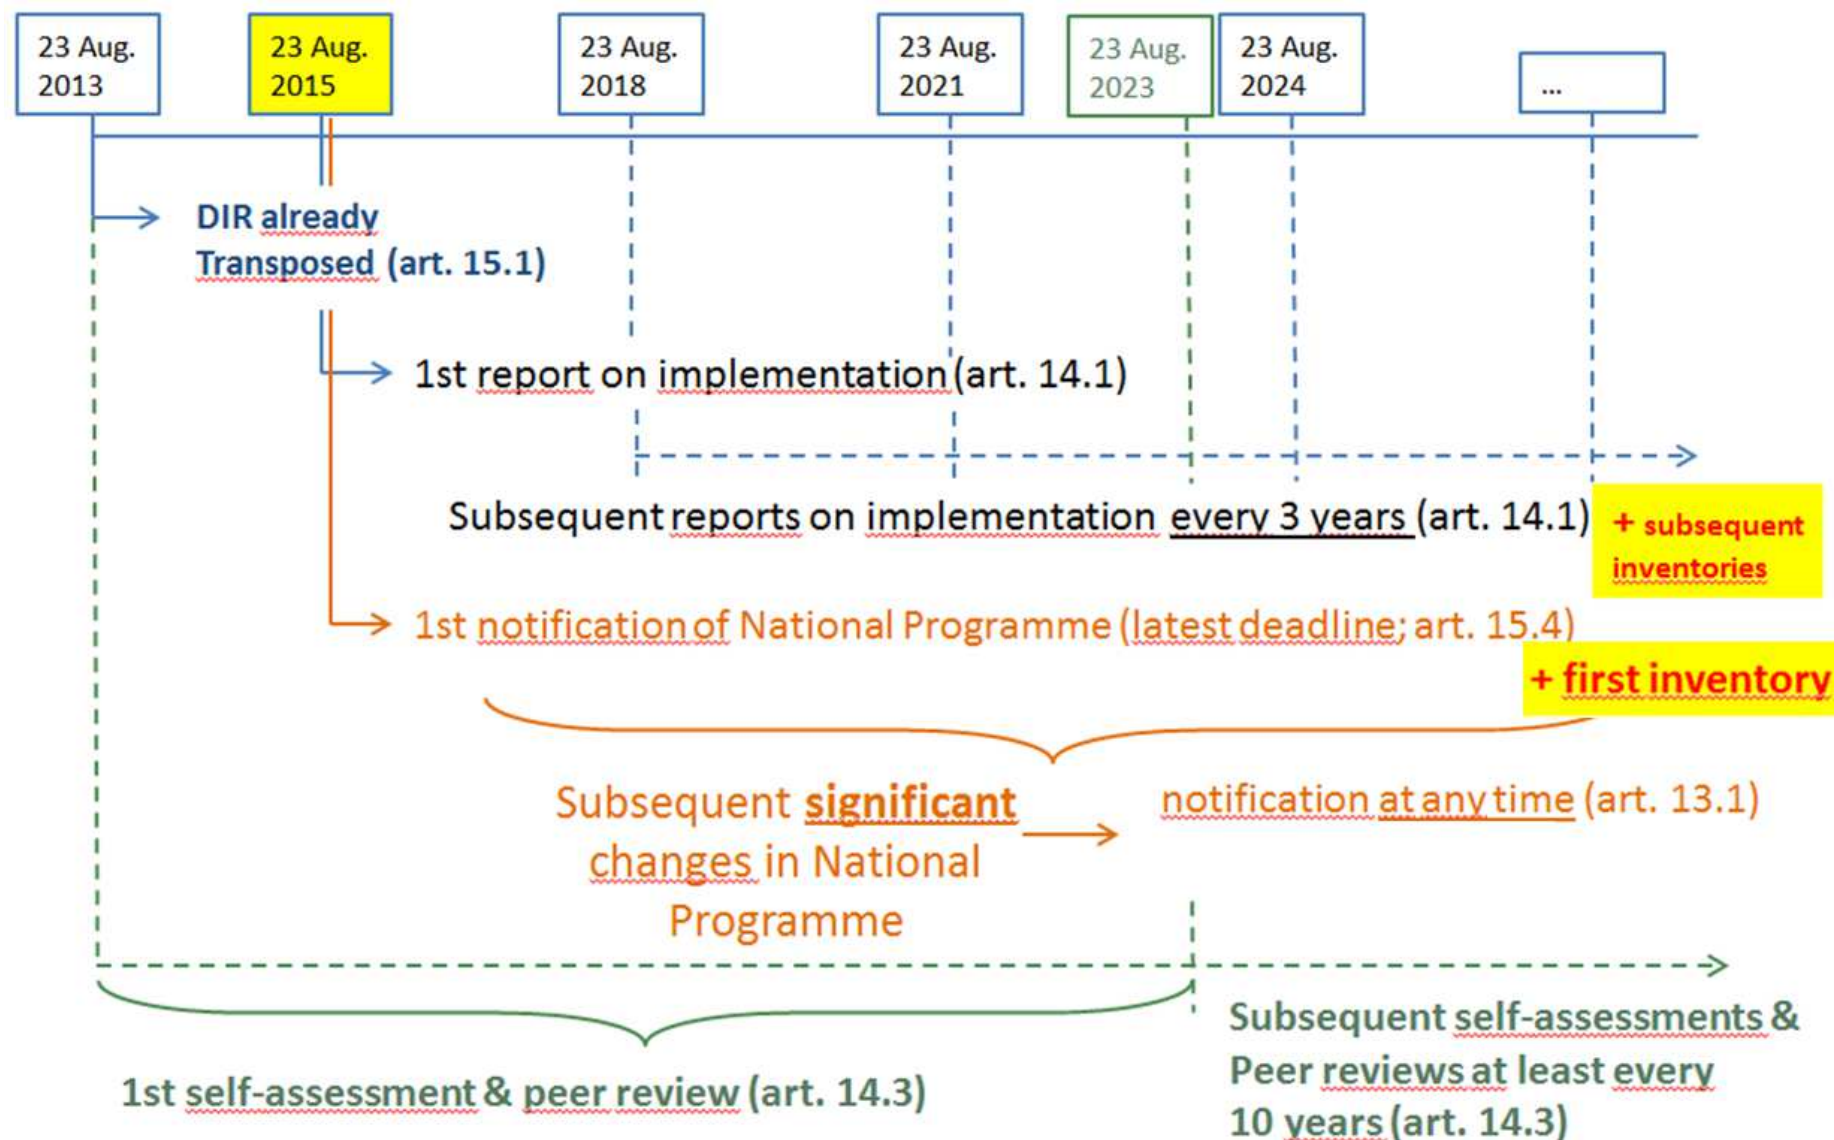 23 Aug.
2013
23 Aug.
2015
23 Aug.
2018
23 Aug.
2021
23 Aug.
2023
23 Aug.
2024
...
DIR already
Transposed (art. 15.1)
1st report on implementation (art. 14.1)
Subsequent reports on implementation every 3 years (art. 14.1)
+ subsequent
inventories
1st notification of National Programme (latest deadline; art. 15.4)
+ first inventory
Subsequent significant
changes in National
Programme
notification at any time (art. 13.1)
1st self-assessment & peer review (art. 14.3)
Subsequent self-assessments &
Peer reviews at least every
10 years (art. 14.3)